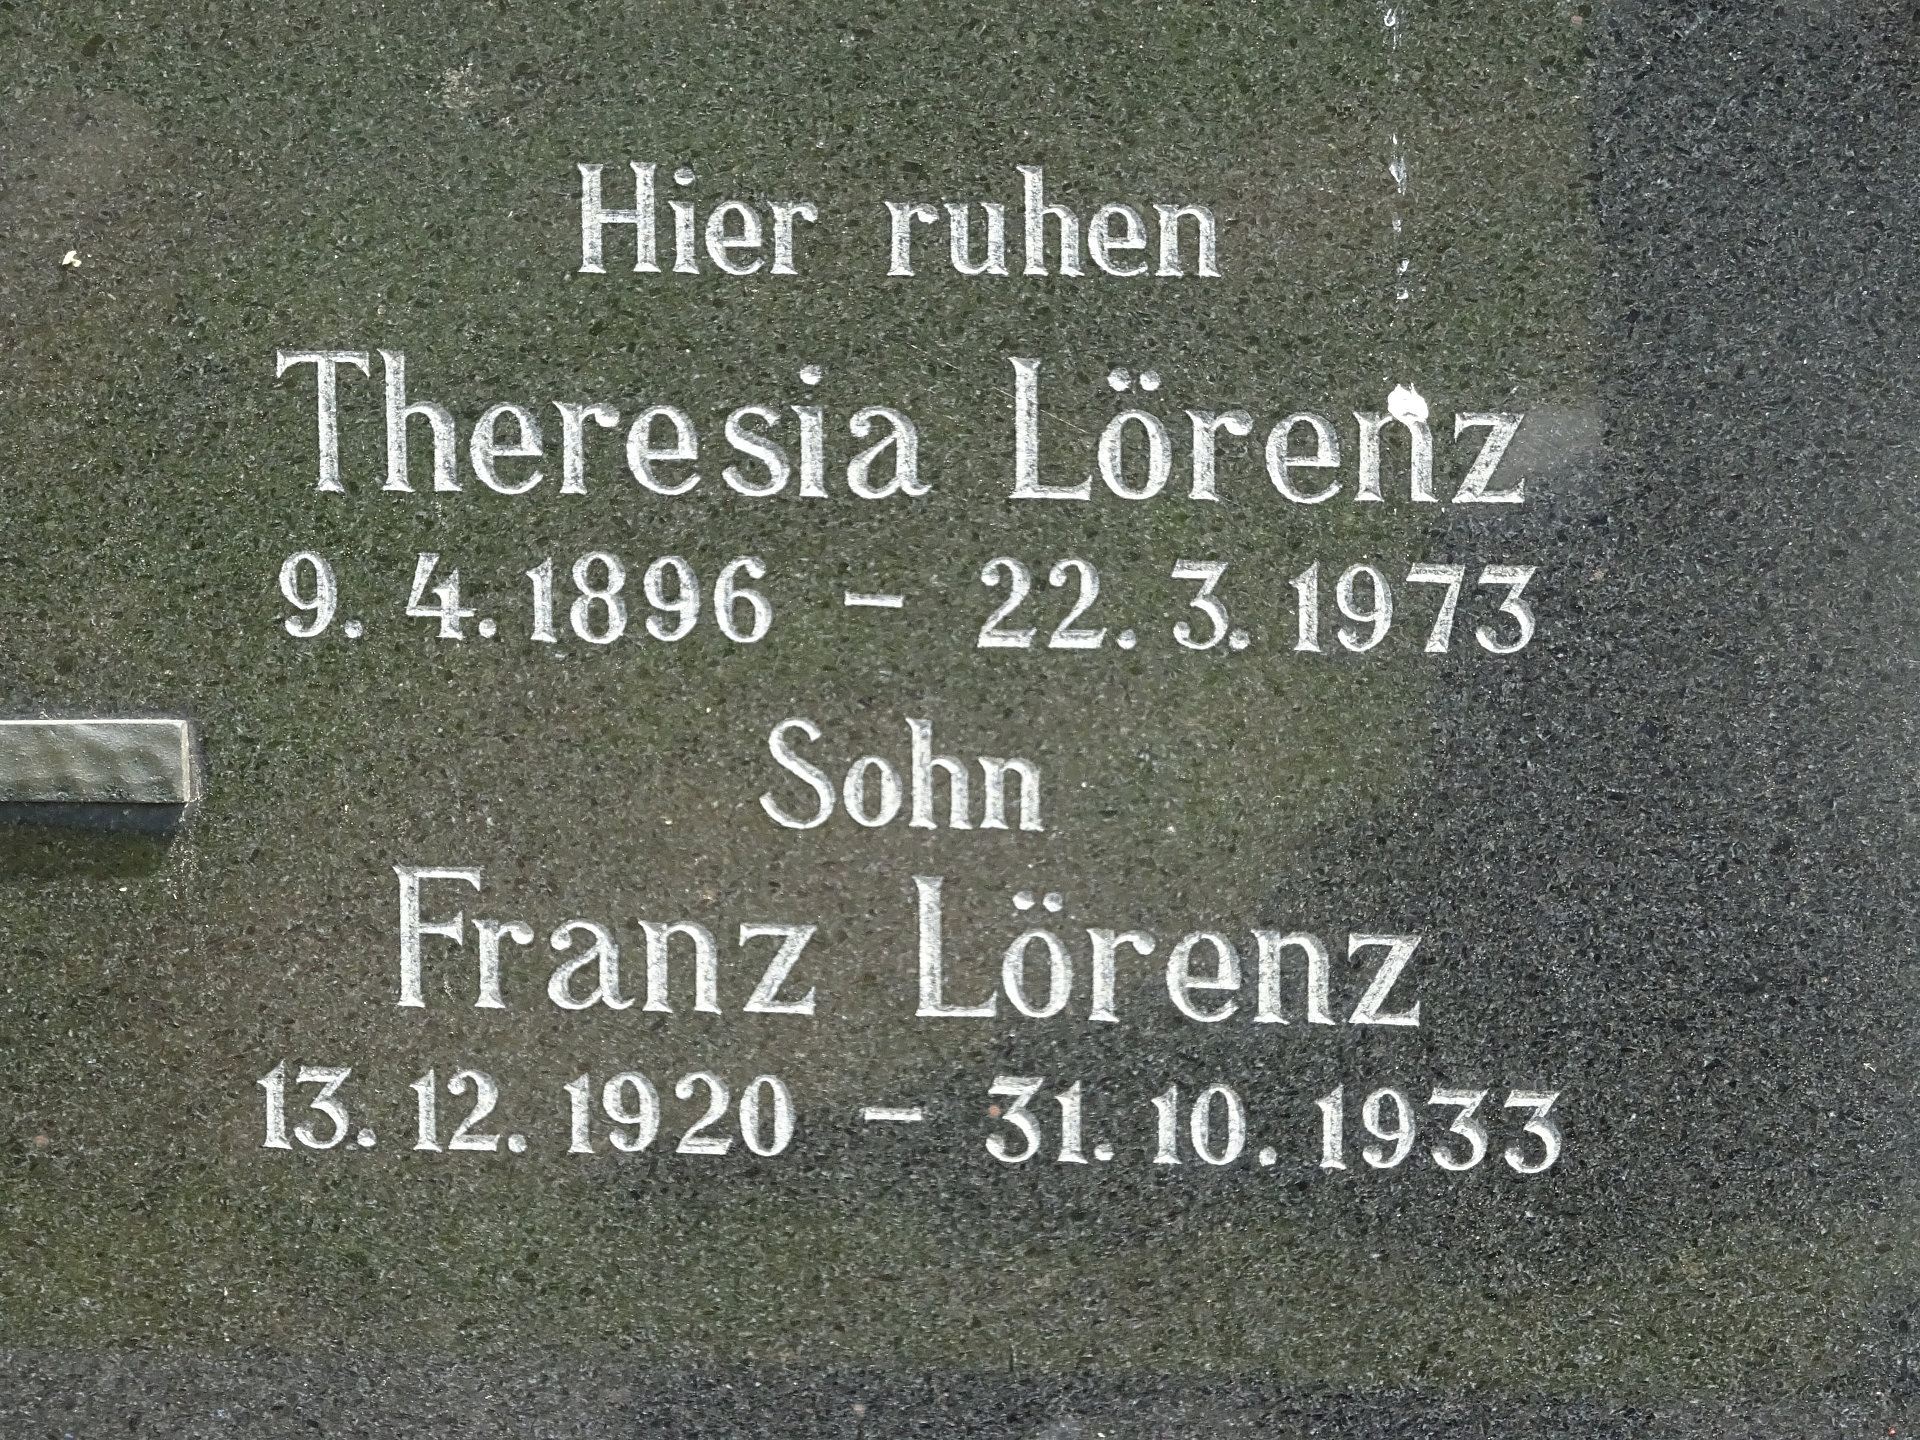 Hier ruhen
Theresia Lörenz
9. 4. 1896 – 22. 3. 1973
Sohn
Franz Lörenz
13. 12. 1920 – 31. 10. 1933